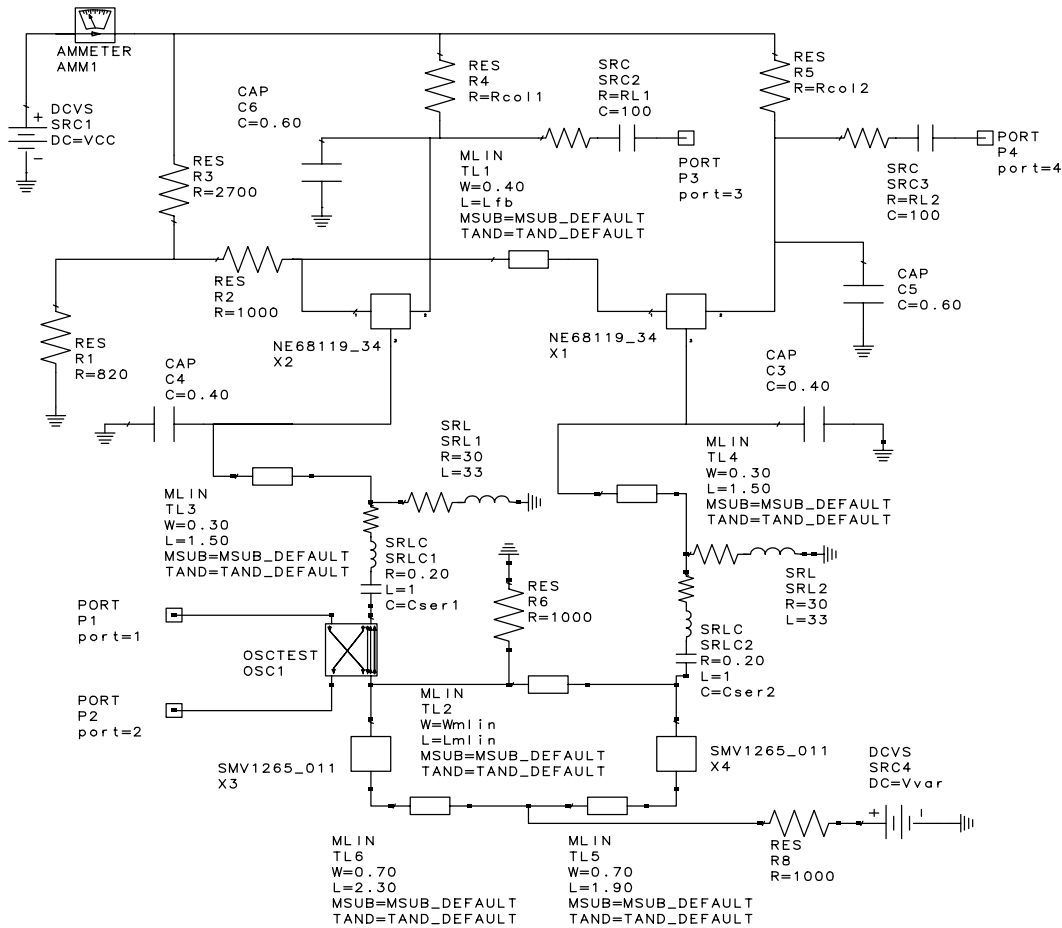 AMMETER
AMM1
DCVS
SRC1
DC=VCC
+
-
RES
R3
R=2700
CAP
C6
C=0.60
RES
R4
R=Rcol1
SRC
SRC2
R=RL1
C=100
PORT
P3
port=3
RES
R5
R=Rcol2
SRC
SRC3
R=RL2
C=100
PORT
P4
port=4
MLIN
TL1
W=0.40
L=Lfb
MSUB=MSUB_DEFAULT
TAND=TAND_DEFAULT
RES
R2
R=1000
RES
R1
R=820
NE68119_34
X2
NE68119_34
X1
CAP
C5
C=0.60
CAP
C4
C=0.40
CAP
C3
C=0.40
MLIN
TL3
W=0.30
L=1.50
MSUB=MSUB_DEFAULT
TAND=TAND_DEFAULT
SRL
SRL1
R=30
L=33
MLIN
TL4
W=0.30
L=1.50
MSUB=MSUB_DEFAULT
TAND=TAND_DEFAULT
SRLC
SRLC1
R=0.20
L=1
C=Cser1
RES
R6
R=1000
SRL
SRL2
R=30
L=33
SRLC
SRLC2
R=0.20
L=1
C=Cser2
PORT
P1
port=1
OSCTEST
OSC1
PORT
P2
port=2
MLIN
TL2
W=Wmlin
L=Lmlin
MSUB=MSUB_DEFAULT
TAND=TAND_DEFAULT
SMV1265_011
X3
SMV1265_011
X4
DCVS
SRC4
DC=Vvar
+
-
RES
R8
R=1000
MLIN
TL6
W=0.70
L=2.30
MSUB=MSUB_DEFAULT
TAND=TAND_DEFAULT
MLIN
TL5
W=0.70
L=1.90
MSUB=MSUB_DEFAULT
TAND=TAND_DEFAULT